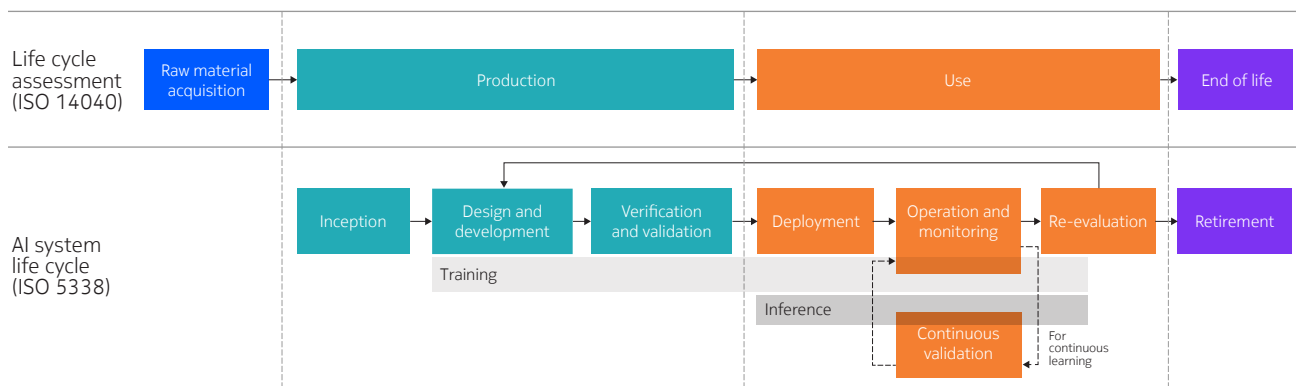 Life cycle
assessment
(ISO 14040)
Raw material
acquisition
Production
Use
End of life
AI system
life cycle
(ISO 5338)
Inception
Design and
development
Verification
and validation
Deployment
Operation and
monitoring
Re-evaluation
Retirement
Training
Inference
Continuous
validation
For
continuous
learning